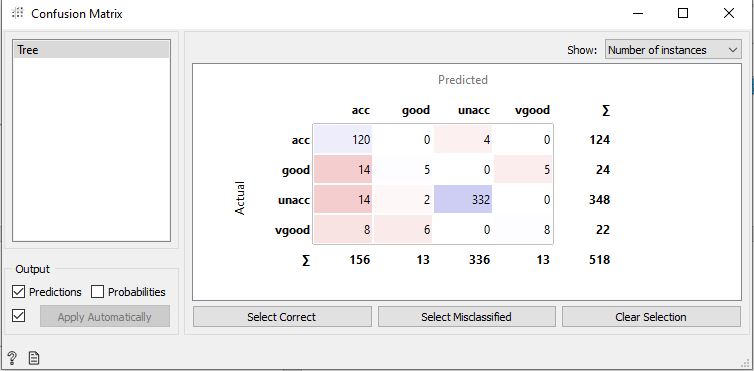 Confusion Matrix
Tree
Show: Number of instances
Predicted
acc good unacc vgood Σ
acc 120 0 4 0 124
good 14 5 0 5 24
Actual
unacc 14 2 332 0 348
vgood 8 6 0 8 22
Σ 156 13 336 13 518
Output
Predictions Probabilities
Apply Automatically
Select Correct Select Misclassified Clear Selection
?